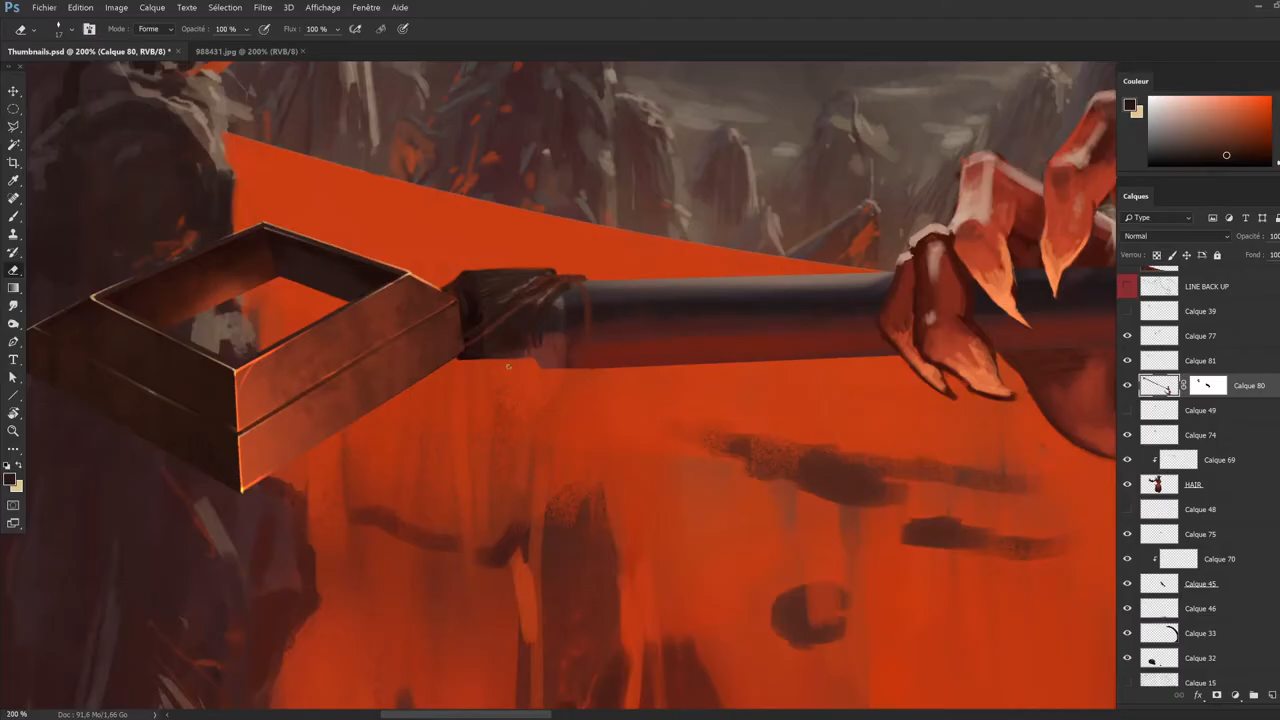 Ps Fichier Edition Image Calque Texte Sélection Filtre 3D Affichage Fenêtre Aide
17 Mode : Forme Opacité : 100 % Flux : 100 %
Thumbnails.psd @ 200% (Calque 80, RVB/8) * × 988431.jpg @ 200% (RVB/8) ×
Couleur
Calques
Type
Normal Opacité : 100
Verrou : Fond : 100
LINE BACK UP
Calque 39
Calque 77
Calque 81
Calque 80
Calque 49
Calque 74
Calque 69
HAIR
Calque 48
Calque 75
Calque 70
Calque 45
Calque 46
Calque 33
Calque 32
Calque 15
fx
200 % Doc : 91,6 Mo/1,66 Go